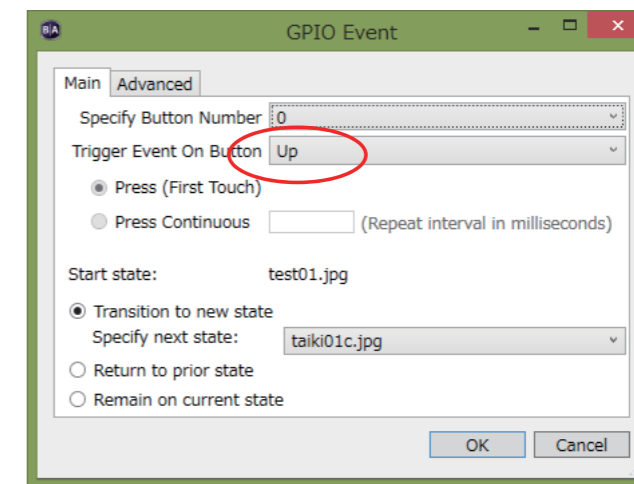 B|A GPIO Event
Main Advanced
Specify Button Number 0
Trigger Event On Button Up
Press (First Touch)
Press Continuous (Repeat interval in milliseconds)
Start state: test01.jpg
Transition to new state
Specify next state: taiki01c.jpg
Return to prior state
Remain on current state
OK Cancel